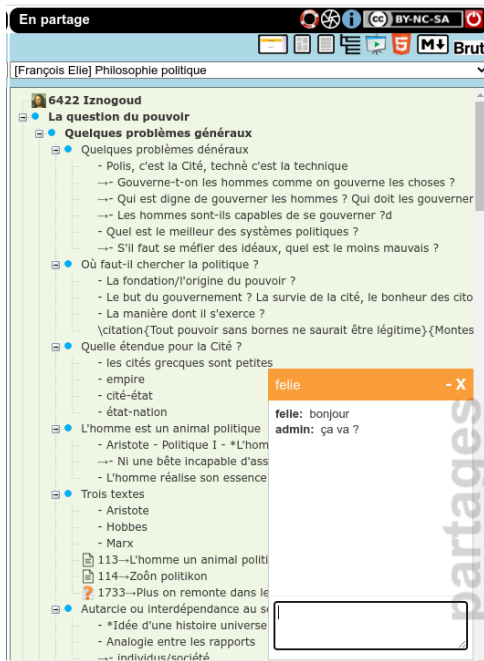 En partage
cc BY-NC-SA
5 M↓ Brut
[François Elie] Philosophie politique
6422 Iznogoud
La question du pouvoir
Quelques problèmes généraux
Quelques problèmes dénéraux
- Polis, c'est la Cité, technè c'est la technique
→- Gouverne-t-on les hommes comme on gouverne les choses ?
→- Qui est digne de gouverner les hommes ? Qui doit les gouverner
→- Les hommes sont-ils capables de se gouverner ?d
- Quel est le meilleur des systèmes politiques ?
→- S'il faut se méfier des idéaux, quel est le moins mauvais ?
Où faut-il chercher la politique ?
- La fondation/l'origine du pouvoir ?
- Le but du gouvernement ? La survie de la cité, le bonheur des cito
- La manière dont il s'exerce ?
\citation{Tout pouvoir sans bornes ne saurait être légitime}{Montes
Quelle étendue pour la Cité ?
- les cités grecques sont petites
- empire
- cité-état
- état-nation
L'homme est un animal politique
- Aristote - Politique I - *L'hom
→- Ni une bête incapable d'ass
- L'homme réalise son essence
Trois textes
- Aristote
- Hobbes
- Marx
113→L'homme un animal politi
114→Zoôn politikon
1733→Plus on remonte dans le
Autarcie ou interdépendance au s
- *Idée d'une histoire universe
- Analogie entre les rapports
→- individus/société
felie - X
felie: bonjour
admin: ça va ?
partages